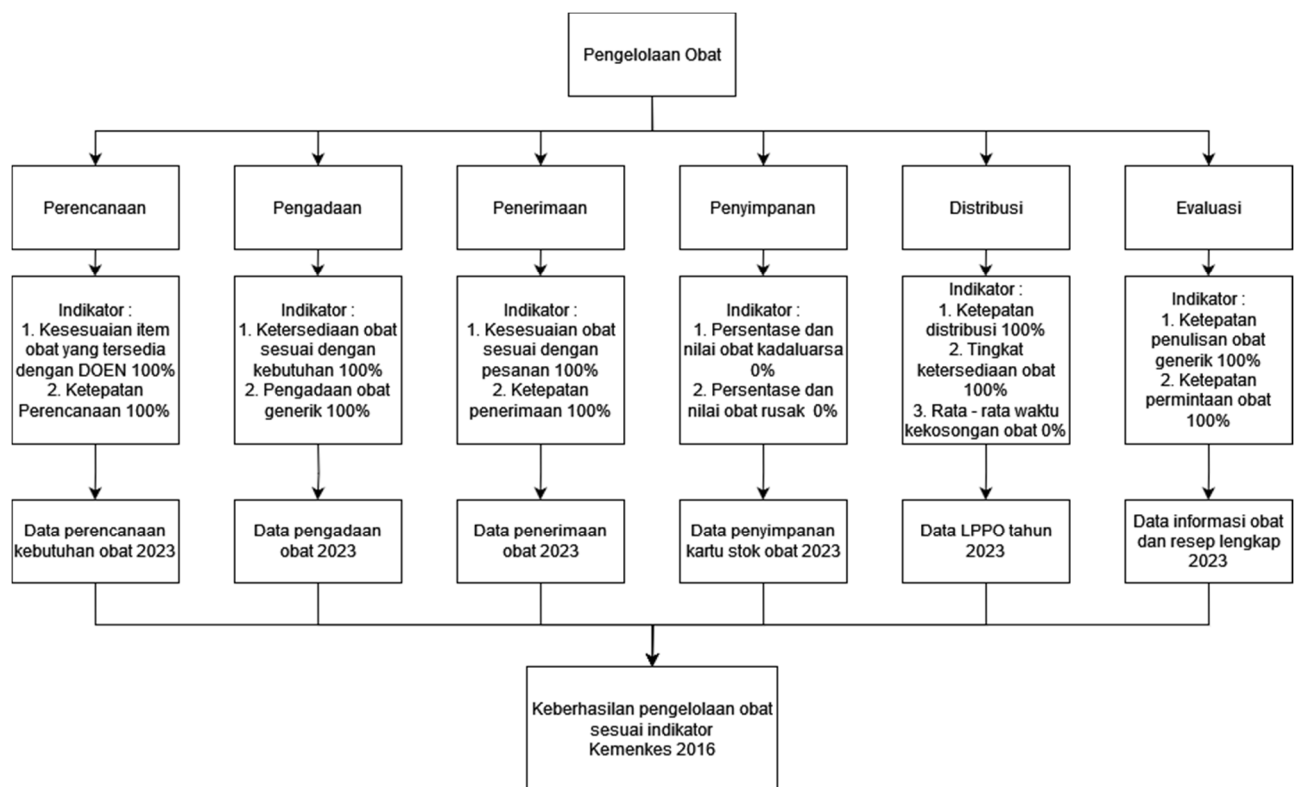 Pengelolaan Obat
Perencanaan
Pengadaan
Penerimaan
Penyimpanan
Distribusi
Evaluasi
Indikator :
1. Kesesuaian item
obat yang tersedia
dengan DOEN 100%
2. Ketepatan
Perencanaan 100%
Indikator :
1. Ketersediaan obat
sesuai dengan
kebutuhan 100%
2. Pengadaan obat
generik 100%
Indikator :
1. Kesesuaian obat
sesuai dengan
pesanan 100%
2. Ketepatan
penerimaan 100%
Indikator :
1. Persentase dan
nilai obat kadaluarsa
0%
2. Persentase dan
nilai obat rusak 0%
Indikator :
1. Ketepatan
distribusi 100%
2. Tingkat
ketersediaan obat
100%
3. Rata - rata waktu
kekosongan obat 0%
Indikator :
1. Ketepatan
penulisan obat
generik 100%
2. Ketepatan
permintaan obat
100%
Data perencanaan
kebutuhan obat 2023
Data pengadaan
obat 2023
Data penerimaan
obat 2023
Data penyimpanan
kartu stok obat 2023
Data LPPO tahun
2023
Data informasi obat
dan resep lengkap
2023
Keberhasilan pengelolaan obat
sesuai indikator
Kemenkes 2016